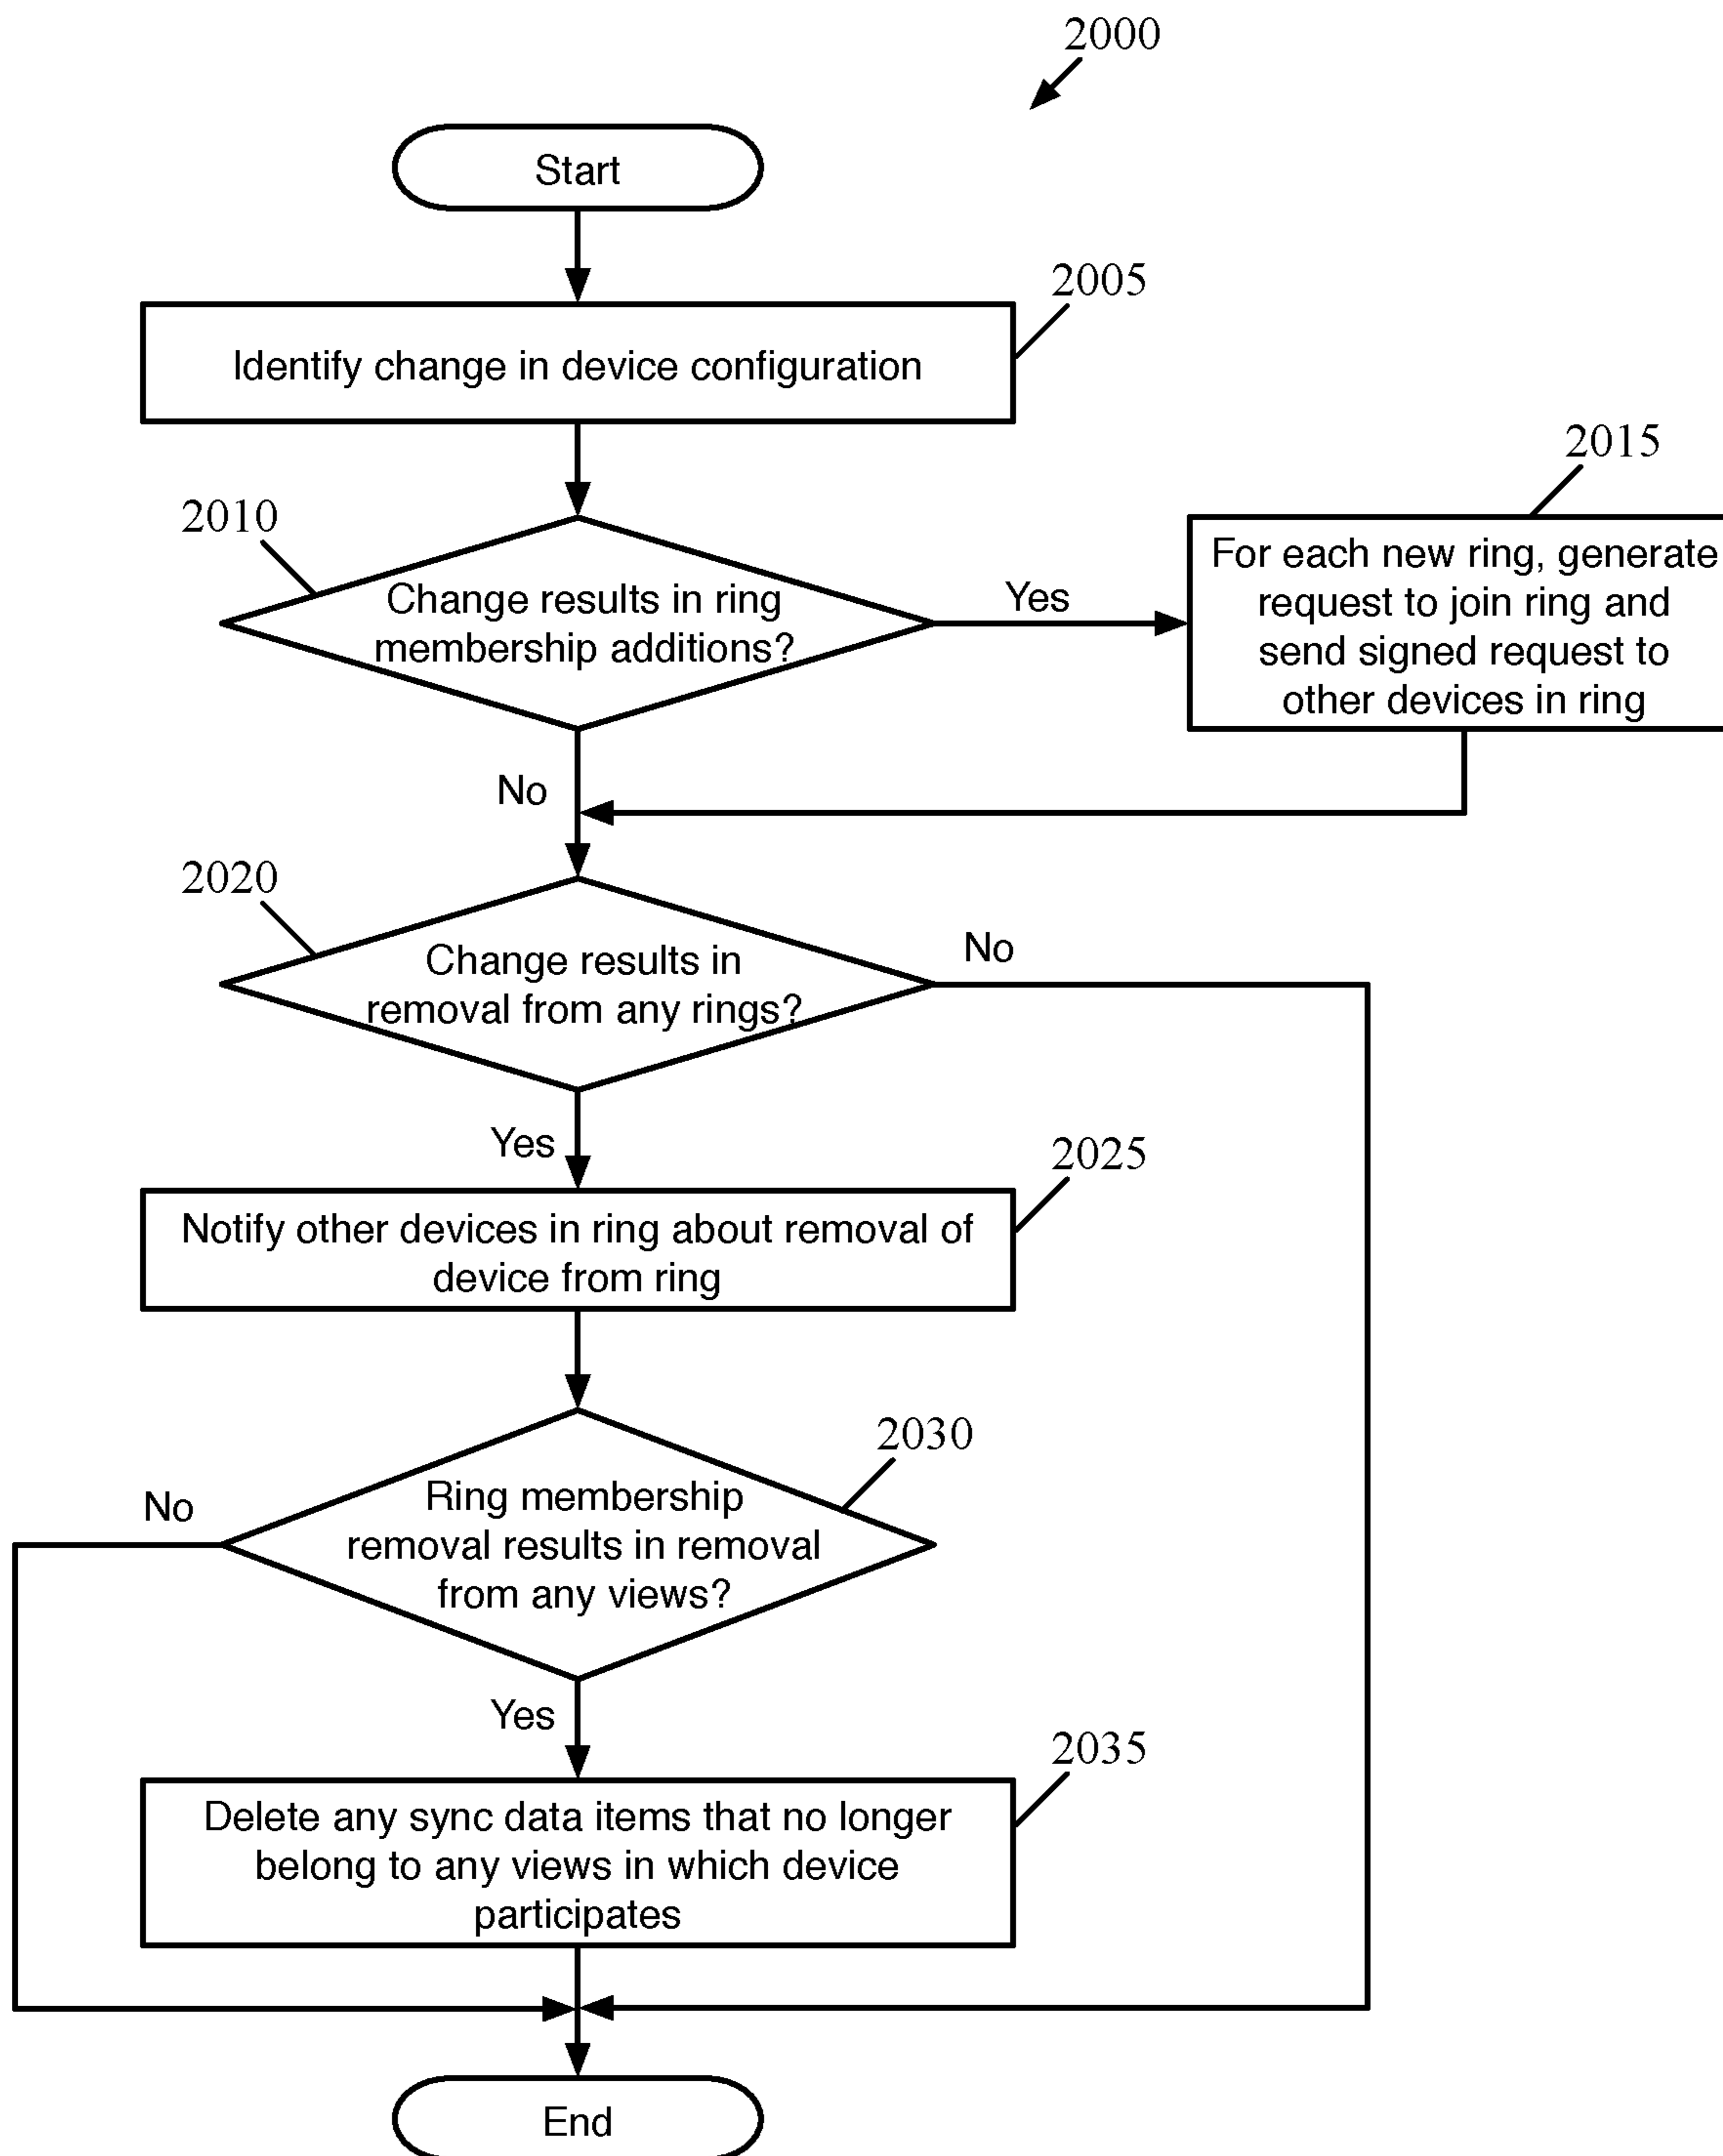 2000
Start
2005
Identify change in device configuration
2015
2010
For each new ring, generate
request to join ring and
send signed request to
other devices in ring
Change results in ring
membership additions?
Yes
No
2020
Change results in
removal from any rings?
No
Yes
2025
Notify other devices in ring about removal of
device from ring
2030
Ring membership
removal results in removal
from any views?
No
Yes
2035
Delete any sync data items that no longer
belong to any views in which device
participates
End